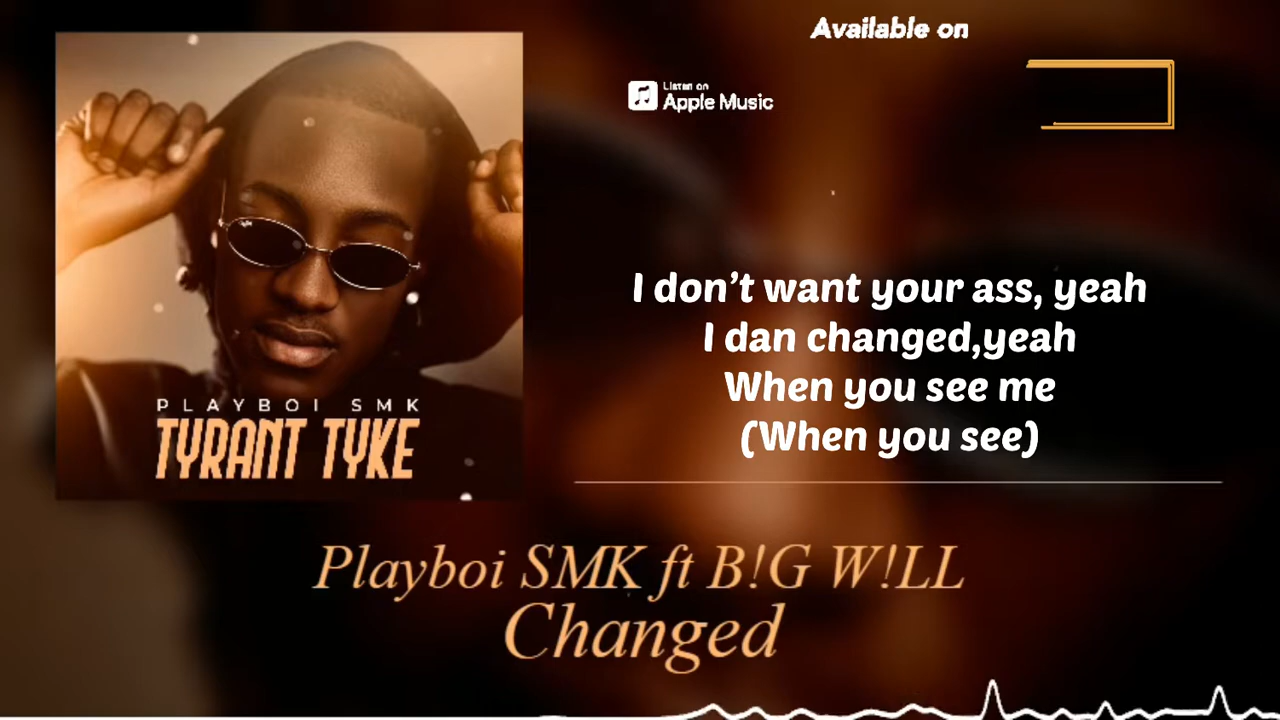 Available on
Listen on
Apple Music
PLAYBOI SMK
TYRANT TYKE
I don’t want your ass, yeah
I dan changed,yeah
When you see me
(When you see)
Playboi SMK ft B!G W!LL
Changed